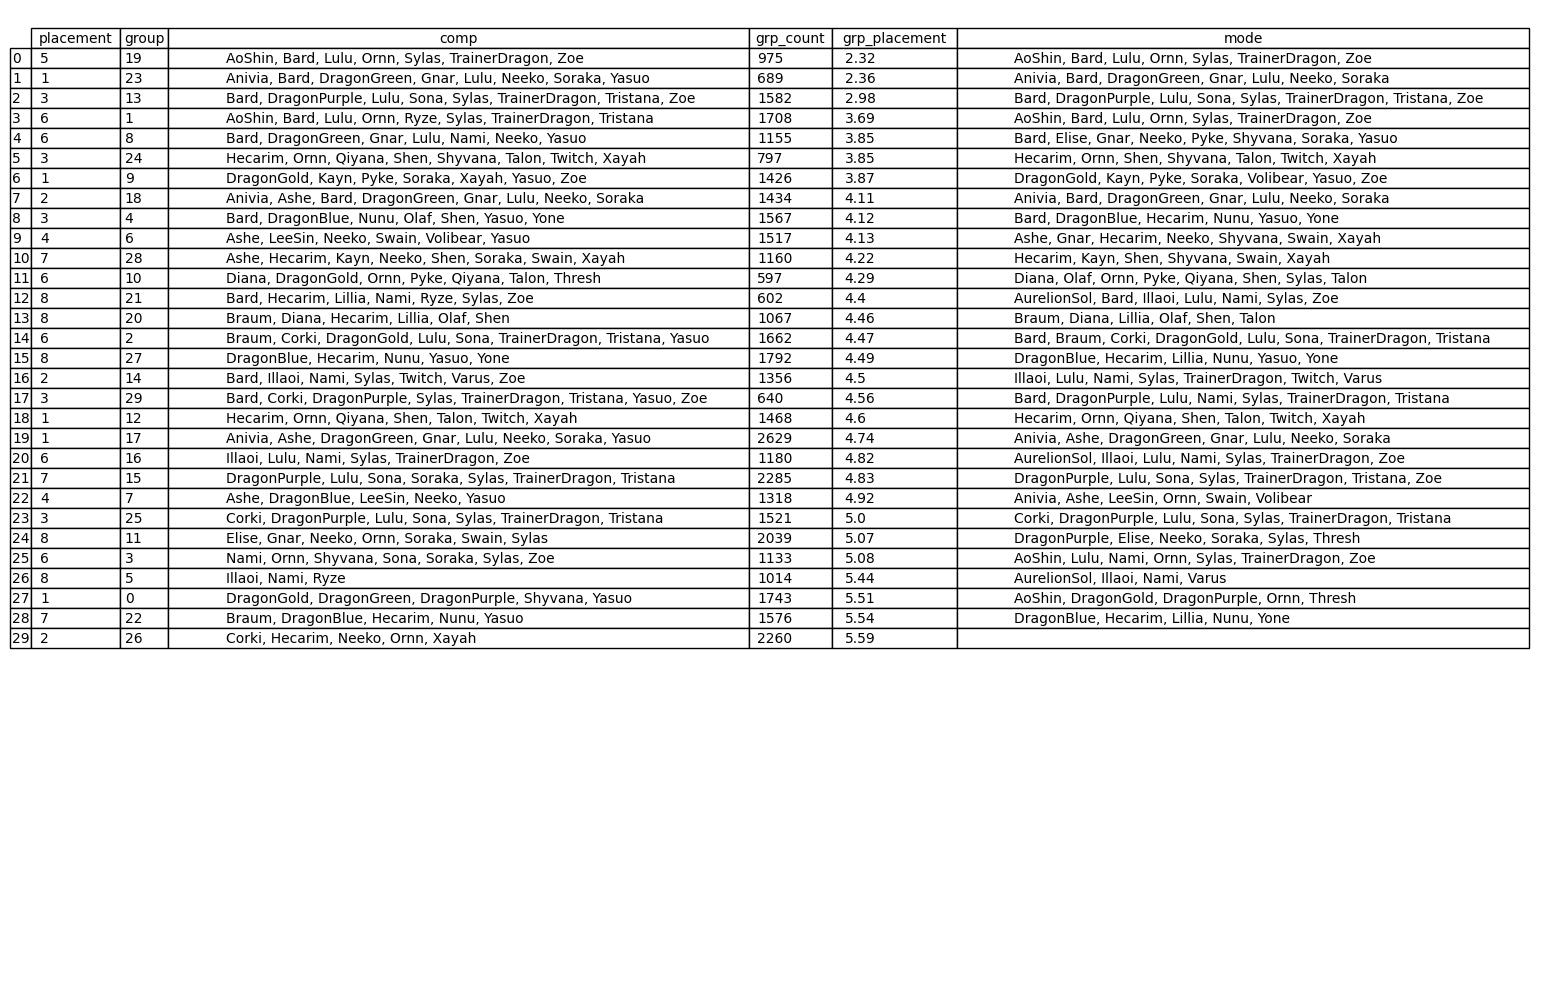 placement group comp grp_count grp_placement mode
0 5 19 AoShin, Bard, Lulu, Ornn, Sylas, TrainerDragon, Zoe 975 2.32 AoShin, Bard, Lulu, Ornn, Sylas, TrainerDragon, Zoe
1 1 23 Anivia, Bard, DragonGreen, Gnar, Lulu, Neeko, Soraka, Yasuo 689 2.36 Anivia, Bard, DragonGreen, Gnar, Lulu, Neeko, Soraka
2 3 13 Bard, DragonPurple, Lulu, Sona, Sylas, TrainerDragon, Tristana, Zoe 1582 2.98 Bard, DragonPurple, Lulu, Sona, Sylas, TrainerDragon, Tristana, Zoe
3 6 1 AoShin, Bard, Lulu, Ornn, Ryze, Sylas, TrainerDragon, Tristana 1708 3.69 AoShin, Bard, Lulu, Ornn, Sylas, TrainerDragon, Zoe
4 6 8 Bard, DragonGreen, Gnar, Lulu, Nami, Neeko, Yasuo 1155 3.85 Bard, Elise, Gnar, Neeko, Pyke, Shyvana, Soraka, Yasuo
5 3 24 Hecarim, Ornn, Qiyana, Shen, Shyvana, Talon, Twitch, Xayah 797 3.85 Hecarim, Ornn, Shen, Shyvana, Talon, Twitch, Xayah
6 1 9 DragonGold, Kayn, Pyke, Soraka, Xayah, Yasuo, Zoe 1426 3.87 DragonGold, Kayn, Pyke, Soraka, Volibear, Yasuo, Zoe
7 2 18 Anivia, Ashe, Bard, DragonGreen, Gnar, Lulu, Neeko, Soraka 1434 4.11 Anivia, Bard, DragonGreen, Gnar, Lulu, Neeko, Soraka
8 3 4 Bard, DragonBlue, Nunu, Olaf, Shen, Yasuo, Yone 1567 4.12 Bard, DragonBlue, Hecarim, Nunu, Yasuo, Yone
9 4 6 Ashe, LeeSin, Neeko, Swain, Volibear, Yasuo 1517 4.13 Ashe, Gnar, Hecarim, Neeko, Shyvana, Swain, Xayah
10 7 28 Ashe, Hecarim, Kayn, Neeko, Shen, Soraka, Swain, Xayah 1160 4.22 Hecarim, Kayn, Shen, Shyvana, Swain, Xayah
11 6 10 Diana, DragonGold, Ornn, Pyke, Qiyana, Talon, Thresh 597 4.29 Diana, Olaf, Ornn, Pyke, Qiyana, Shen, Sylas, Talon
12 8 21 Bard, Hecarim, Lillia, Nami, Ryze, Sylas, Zoe 602 4.4 AurelionSol, Bard, Illaoi, Lulu, Nami, Sylas, Zoe
13 8 20 Braum, Diana, Hecarim, Lillia, Olaf, Shen 1067 4.46 Braum, Diana, Lillia, Olaf, Shen, Talon
14 6 2 Braum, Corki, DragonGold, Lulu, Sona, TrainerDragon, Tristana, Yasuo 1662 4.47 Bard, Braum, Corki, DragonGold, Lulu, Sona, TrainerDragon, Tristana
15 8 27 DragonBlue, Hecarim, Nunu, Yasuo, Yone 1792 4.49 DragonBlue, Hecarim, Lillia, Nunu, Yasuo, Yone
16 2 14 Bard, Illaoi, Nami, Sylas, Twitch, Varus, Zoe 1356 4.5 Illaoi, Lulu, Nami, Sylas, TrainerDragon, Twitch, Varus
17 3 29 Bard, Corki, DragonPurple, Sylas, TrainerDragon, Tristana, Yasuo, Zoe 640 4.56 Bard, DragonPurple, Lulu, Nami, Sylas, TrainerDragon, Tristana
18 1 12 Hecarim, Ornn, Qiyana, Shen, Talon, Twitch, Xayah 1468 4.6 Hecarim, Ornn, Qiyana, Shen, Talon, Twitch, Xayah
19 1 17 Anivia, Ashe, DragonGreen, Gnar, Lulu, Neeko, Soraka, Yasuo 2629 4.74 Anivia, Ashe, DragonGreen, Gnar, Lulu, Neeko, Soraka
20 6 16 Illaoi, Lulu, Nami, Sylas, TrainerDragon, Zoe 1180 4.82 AurelionSol, Illaoi, Lulu, Nami, Sylas, TrainerDragon, Zoe
21 7 15 DragonPurple, Lulu, Sona, Soraka, Sylas, TrainerDragon, Tristana 2285 4.83 DragonPurple, Lulu, Sona, Sylas, TrainerDragon, Tristana, Zoe
22 4 7 Ashe, DragonBlue, LeeSin, Neeko, Yasuo 1318 4.92 Anivia, Ashe, LeeSin, Ornn, Swain, Volibear
23 3 25 Corki, DragonPurple, Lulu, Sona, Sylas, TrainerDragon, Tristana 1521 5.0 Corki, DragonPurple, Lulu, Sona, Sylas, TrainerDragon, Tristana
24 8 11 Elise, Gnar, Neeko, Ornn, Soraka, Swain, Sylas 2039 5.07 DragonPurple, Elise, Neeko, Soraka, Sylas, Thresh
25 6 3 Nami, Ornn, Shyvana, Sona, Soraka, Sylas, Zoe 1133 5.08 AoShin, Lulu, Nami, Ornn, Sylas, TrainerDragon, Zoe
26 8 5 Illaoi, Nami, Ryze 1014 5.44 AurelionSol, Illaoi, Nami, Varus
27 1 0 DragonGold, DragonGreen, DragonPurple, Shyvana, Yasuo 1743 5.51 AoShin, DragonGold, DragonPurple, Ornn, Thresh
28 7 22 Braum, DragonBlue, Hecarim, Nunu, Yasuo 1576 5.54 DragonBlue, Hecarim, Lillia, Nunu, Yone
29 2 26 Corki, Hecarim, Neeko, Ornn, Xayah 2260 5.59